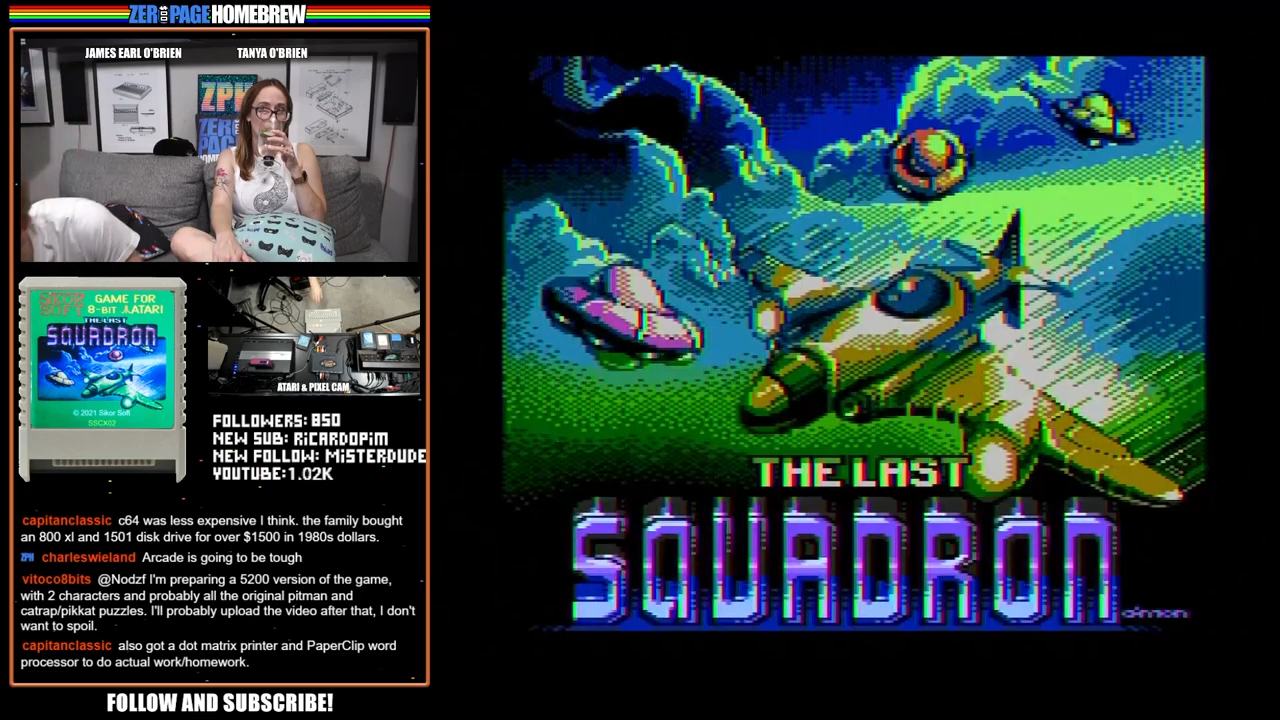 ZEROPAGE HOMEBREW
JAMES EARL O'BRIEN
TANYA O'BRIEN
ZPH
ZERO
PAGE
SIKOR
SOFT
GAME FOR
8-BIT ATARI
THE LAST
SQUADRON
© 2021 Sikor Soft
SSCX02
ATARI & PIXEL CAM
FOLLOWERS: 850
NEW SUB: RICARDOPIM
NEW FOLLOW: MISTERDUDE
YOUTUBE:1.02K
capitanclassic c64 was less expensive I think. the family bought
an 800 xl and 1501 disk drive for over $1500 in 1980s dollars.
ZPH charleswieland Arcade is going to be tough
vitoco8bits @Nodzf I'm preparing a 5200 version of the game,
with 2 characters and probably all the original pitman and
catrap/pikkat puzzles. I'll probably upload the video after that, I don't
want to spoil.
capitanclassic also got a dot matrix printer and PaperClip word
processor to do actual work/homework.
FOLLOW AND SUBSCRIBE!
THE LAST
SQUADRON